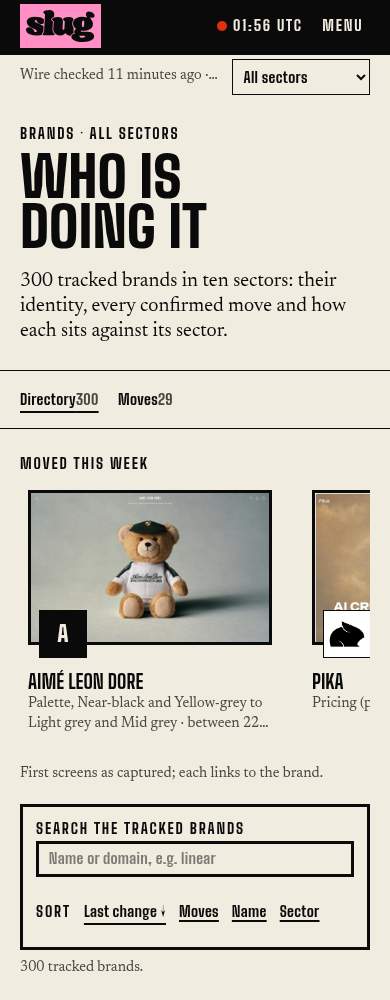 slug
01:56 UTC MENU
Wire checked 11 minutes ago ·…
All sectors
BRANDS · ALL SECTORS
WHO IS
DOING IT
300 tracked brands in ten sectors: their
identity, every confirmed move and how
each sits against its sector.
Directory300 Moves29
MOVED THIS WEEK
Pika
AI CR
A
AIMÉ LEON DORE
Palette, Near-black and Yellow-grey to
Light grey and Mid grey · between 22…
PIKA
Pricing (p
First screens as captured; each links to the brand.
SEARCH THE TRACKED BRANDS
Name or domain, e.g. linear
SORT Last change ↓ Moves Name Sector
300 tracked brands.